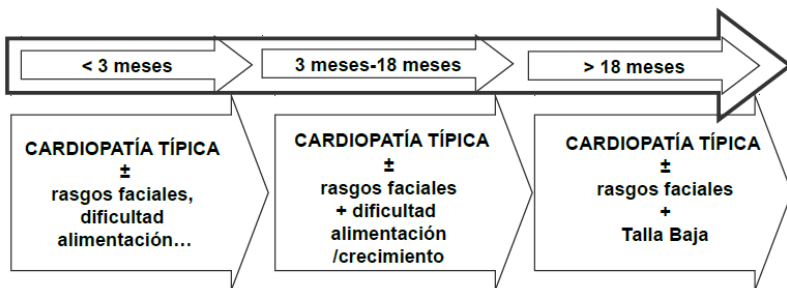 < 3 meses
3 meses-18 meses
> 18 meses
CARDIOPATÍA TÍPICA
±
rasgos faciales,
dificultad
alimentación…
CARDIOPATÍA TÍPICA
±
rasgos faciales
+ dificultad
alimentación
/crecimiento
CARDIOPATÍA TÍPICA
±
rasgos faciales
+
Talla Baja